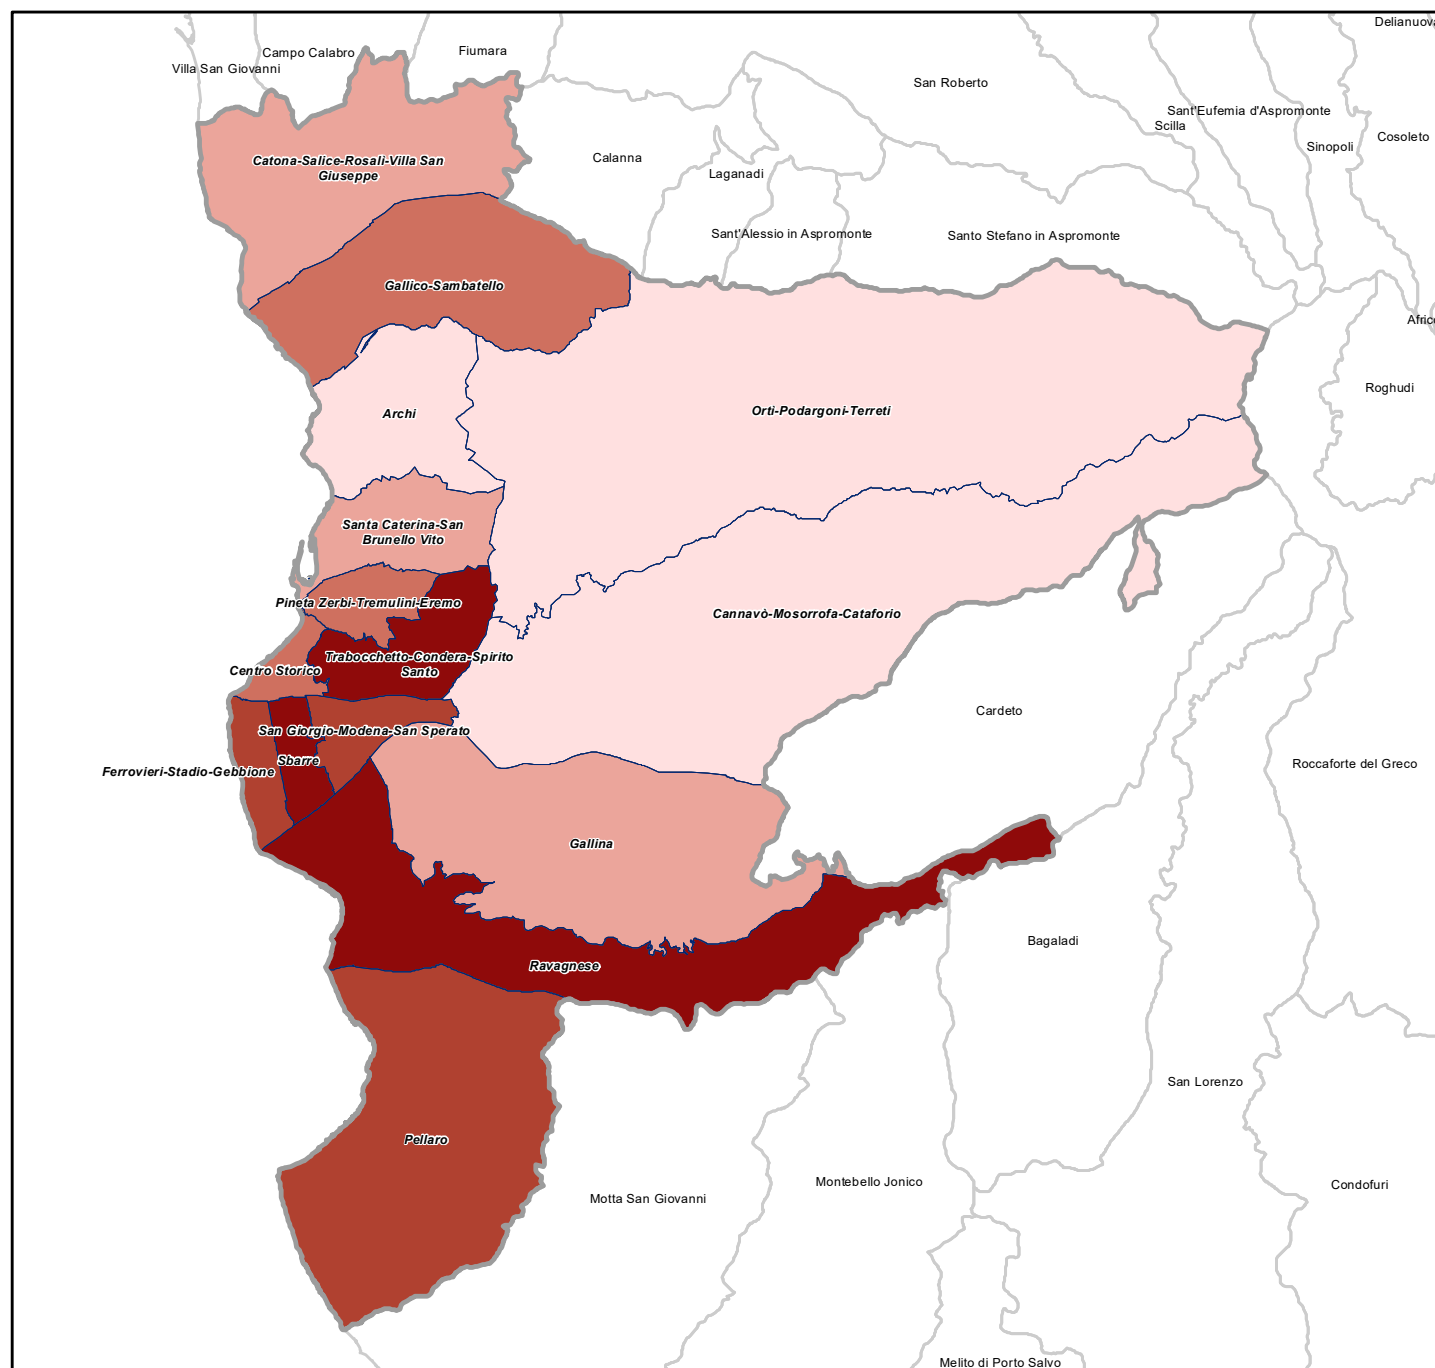 Delianuova
Campo Calabro
Fiumara
Villa San Giovanni
San Roberto
Sant'Eufemia d'Aspromonte
Scilla
Cosoleto
Sinopoli
Catona-Salice-Rosali-Villa San
Giuseppe
Calanna
Laganadi
Sant'Alessio in Aspromonte
Santo Stefano in Aspromonte
Gallico-Sambatello
Africo
Roghudi
Archi
Orti-Podargoni-Terreti
Santa Caterina-San
Brunello Vito
Pineta Zerbi-Tremulini-Eremo
Cannavò-Mosorrofa-Cataforio
Trabocchetto-Condera-Spirito
Santo
Centro Storico
Cardeto
San Giorgio-Modena-San Sperato
Sbarre
Ferrovieri-Stadio-Gebbione
Roccaforte del Greco
Gallina
Bagaladi
Ravagnese
San Lorenzo
Pellaro
Montebello Jonico
Condofuri
Motta San Giovanni
Melito di Porto Salvo